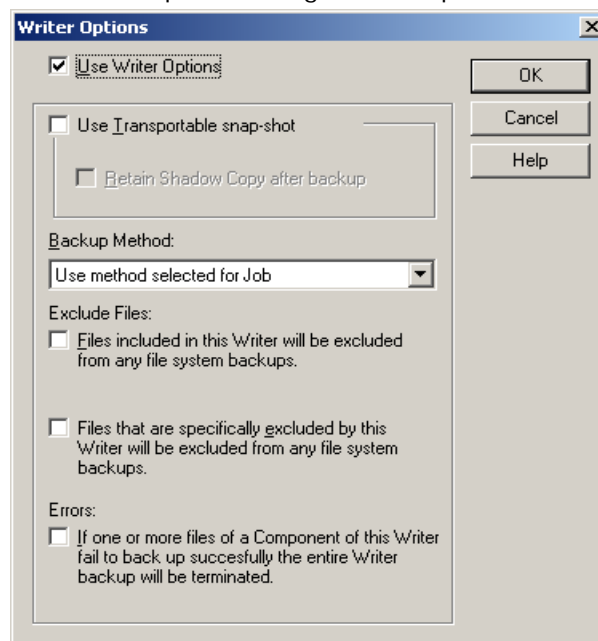 Writer Options
Use Writer Options
OK
Cancel
Help
Use Transportable snap-shot
Retain Shadow Copy after backup
Backup Method:
Use method selected for Job
Exclude Files:
Files included in this Writer will be excluded
from any file system backups.
Files that are specifically excluded by this
Writer will be excluded from any file system
backups.
Errors:
If one or more files of a Component of this Writer
fail to back up succesfully the entire Writer
backup will be terminated.